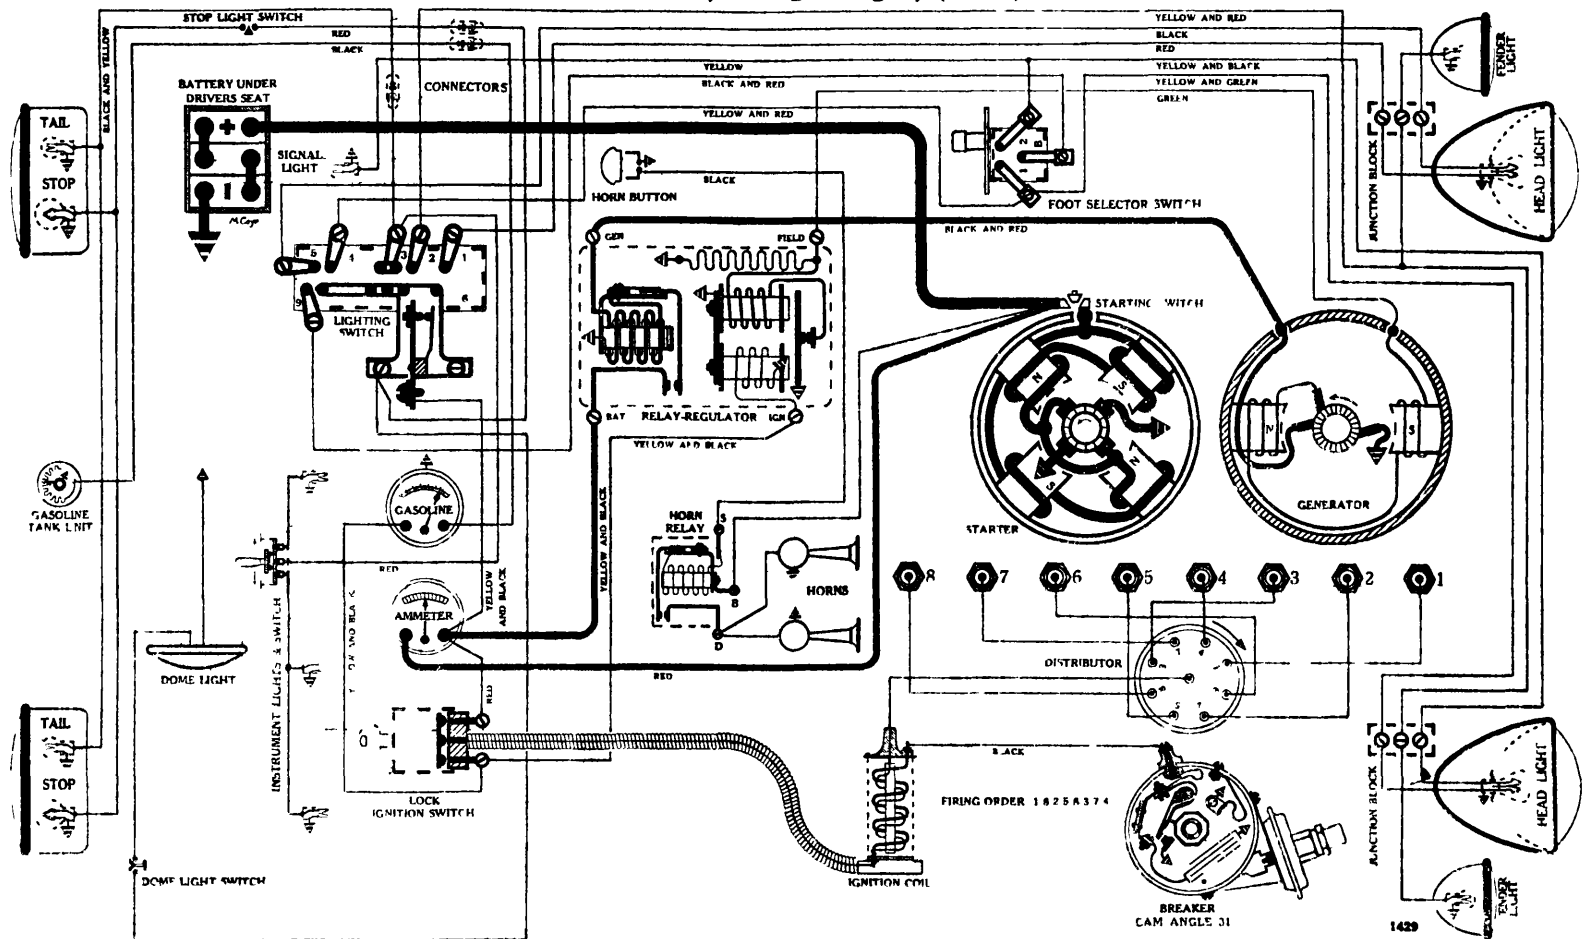 STOP LIGHT SWITCH
RED
BLACK
YELLOW AND RED
BLACK
RED
YELLOW AND BLACK
YELLOW AND GREEN
GREEN
BLACK AND YELLOW
BATTERY UNDER
DRIVERS SEAT
CONNECTORS
YELLOW
BLACK AND RED
YELLOW AND RED
FENDER
LIGHT
TAIL
STOP
SIGNAL
LIGHT
HORN BUTTON
BLACK
2
B
1
FOOT SELECTOR SWITCH
JUNCTION BLOCK
HEAD LIGHT
BLACK AND RED
GEN
FIELD
5
4
3
2
1
6
9
LIGHTING
SWITCH
BAT
RELAY-REGULATOR
IGN
YELLOW AND BLACK
N
S
N
S
STARTER
N
S
GENERATOR
GASOLINE
TANK UNIT
GASOLINE
YELLOW AND BLACK
HORN
RELAY
S
B
D
HORNS
RED
AMMETER
YELLOW
AND BLACK
8
7
6
5
4
3
2
1
DISTRIBUTOR
DOME LIGHT
INSTRUMENT LIGHTS & SWITCH
RED
RED
TAIL
STOP
LOCK
IGNITION SWITCH
BLACK
FIRING ORDER
IGNITION COIL
BREAKER
CAM ANGLE 31
JUNCTION BLOCK
HEAD LIGHT
DOME LIGHT SWITCH
1429